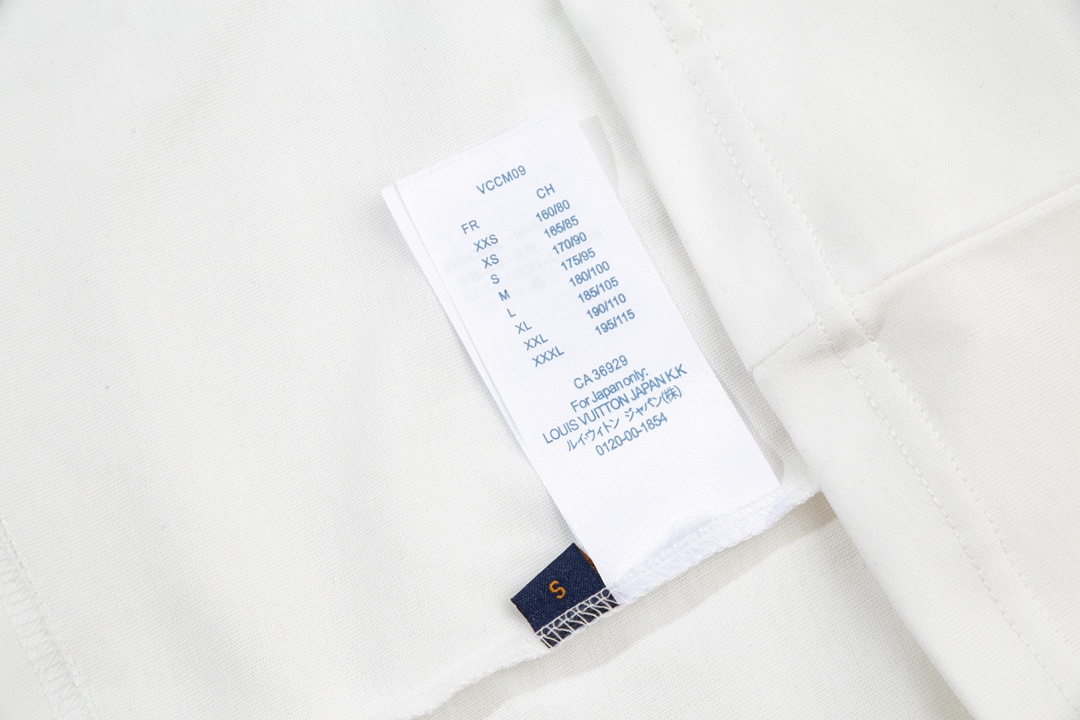 VCCM09
FR CH
XXS 160/80
XS 165/85
S 170/90
M 175/95
L 180/100
XL 185/105
XXL 190/110
XXXL 195/115
CA 36929
For Japan only:
LOUIS VUITTON JAPAN K.K
ルイ・ウィトン ジャパン(株)
0120-00-1854
S